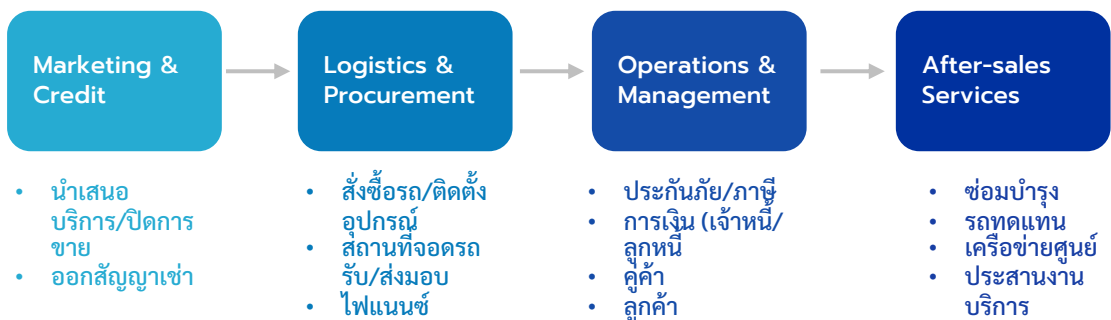 Marketing &
Credit
Logistics &
Procurement
Operations &
Management
After-sales
Services
• นำเสนอ
บริการ/ปิดการ
ขาย
• ออกสัญญาเช่า
• สั่งซื้อรถ/ติดตั้ง
อุปกรณ์
• สถานที่จอดรถ
รับ/ส่งมอบ
• ไฟแนนซ์
• ประกันภัย/ภาษี
• การเงิน (เจ้าหนี้/
ลูกหนี้
• คู่ค้า
• ลูกค้า
• ซ่อมบำรุง
• รถทดแทน
• เครือข่ายศูนย์
• ประสานงาน
บริการ